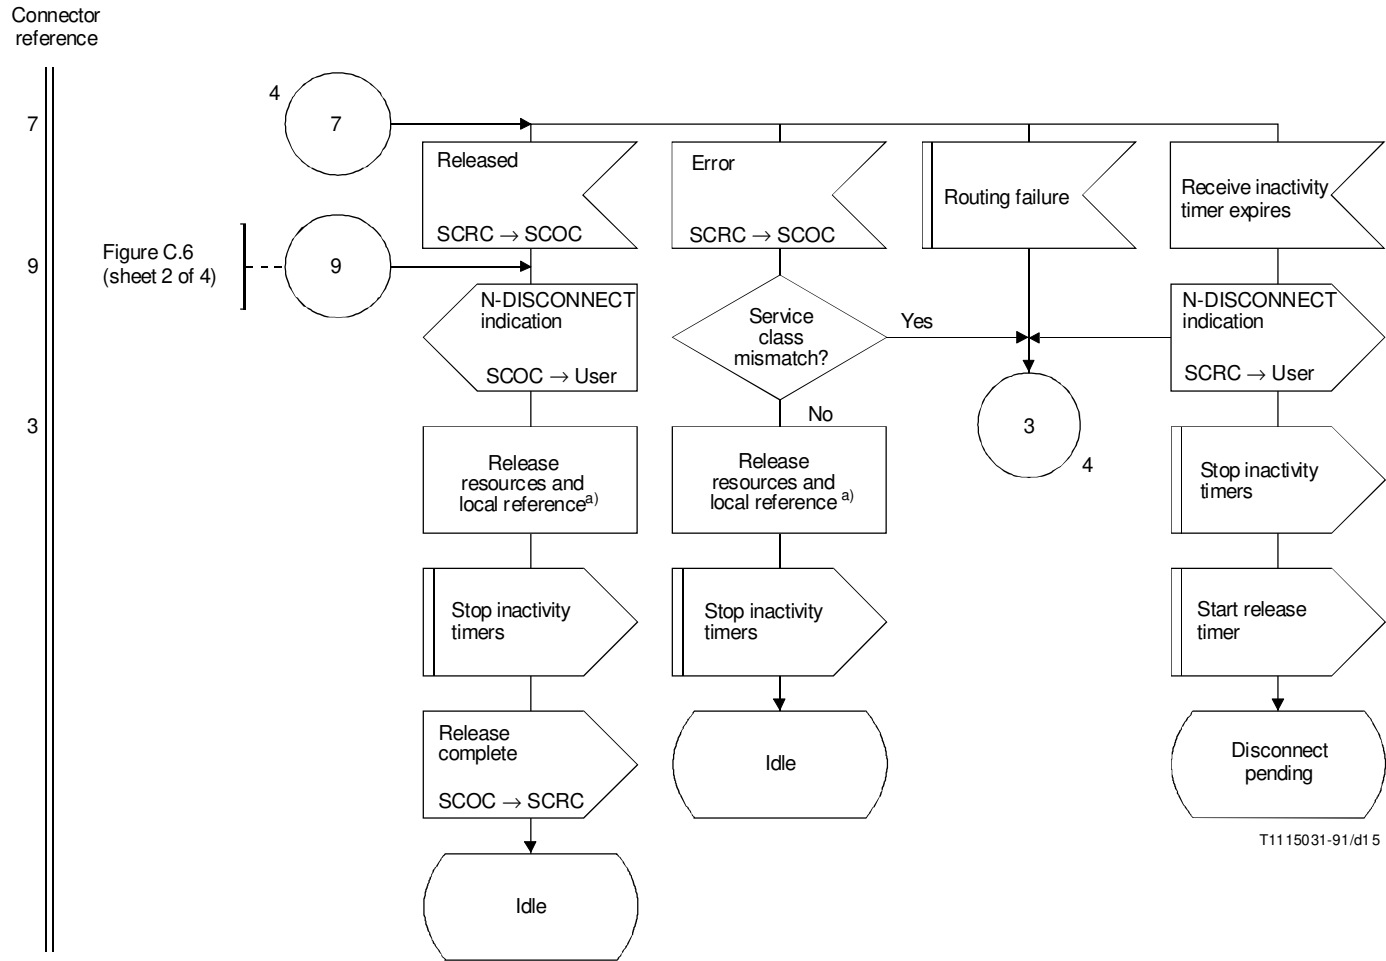 Connector
reference
4
7
7
Released
SCRC → SCOC
Error
SCRC → SCOC
Routing failure
Receive inactivity
timer expires
Figure C.6
(sheet 2 of 4)
9
9
N-DISCONNECT
indication
SCOC → User
Service
class
mismatch?
Yes
No
N-DISCONNECT
indication
SCRC → User
3
3
4
Release
resources and
local reference a)
Release
resources and
local reference a)
Stop inactivity
timers
Stop inactivity
timers
Stop inactivity
timers
Start release
timer
Release
complete
SCOC → SCRC
Idle
Disconnect
pending
T1115031-91/d15
Idle